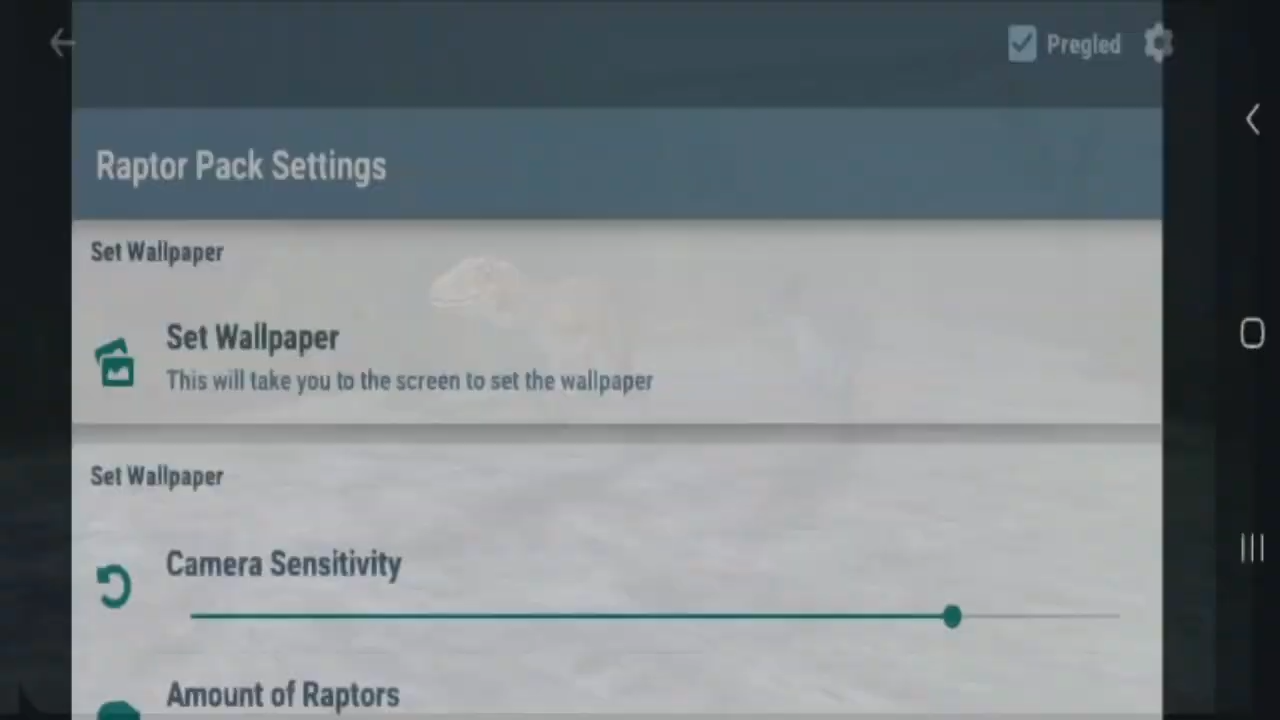 Pregled
Raptor Pack Settings
Set Wallpaper
Set Wallpaper
This will take you to the screen to set the wallpaper
Set Wallpaper
Camera Sensitivity
Amount of Raptors